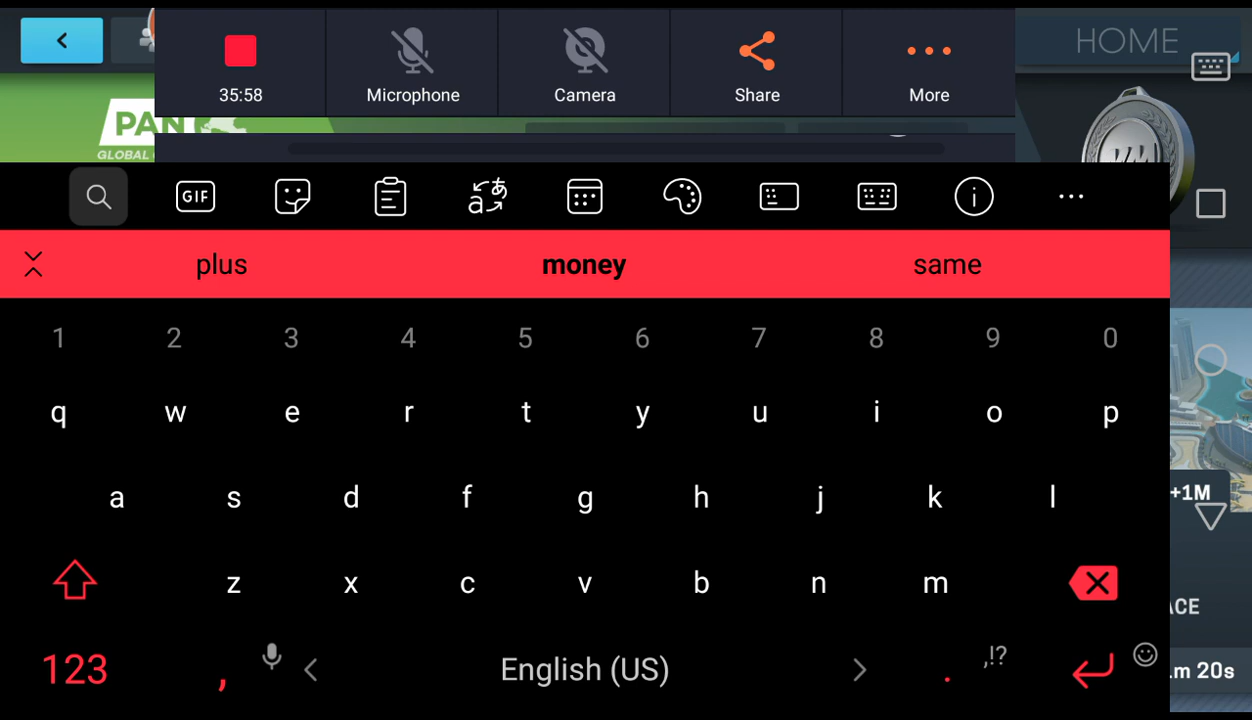 HOME
35:58
Microphone
Camera
Share
More
PAN
GLOBAL
GIF
plus
money
same
1 2 3 4 5 6 7 8 9 0
q w e r t y u i o p
a s d f g h j k l
+1M
z x c v b n m
ACE
123 , < English (US) > . ,!?
.m 20s